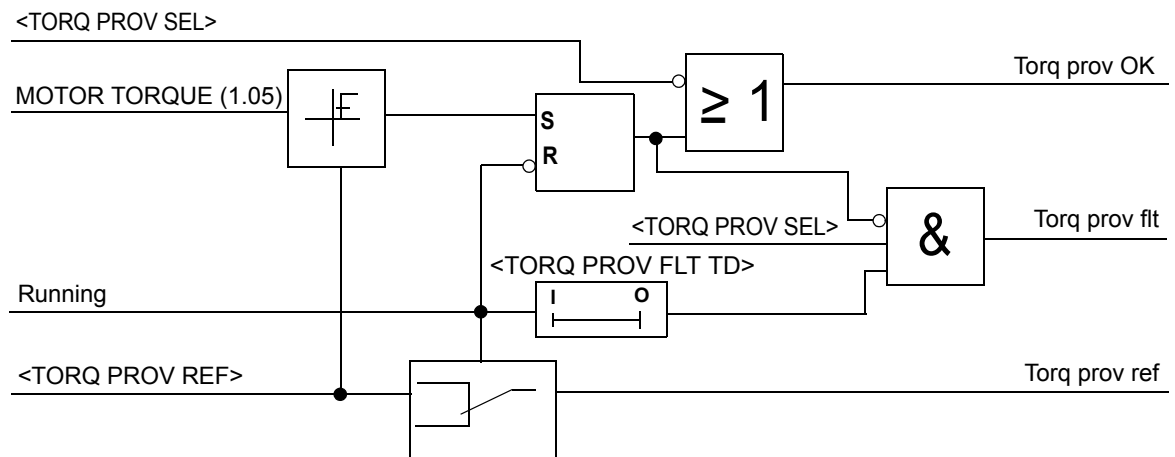 <TORQ PROV SEL>
Torq prov OK
MOTOR TORQUE (1.05)
≥ 1
S
R
<TORQ PROV SEL>
&
Torq prov flt
<TORQ PROV FLT TD>
Running
I O
<TORQ PROV REF>
Torq prov ref